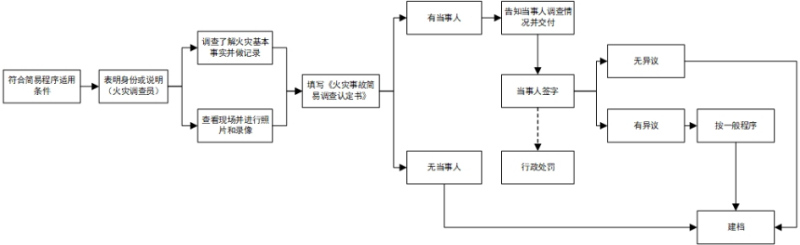 符合简易程序适用
条件
表明身份或说明
（火灾调查员）
调查了解火灾基本
事实并做记录
查看现场并进行照
片和录像
填写《火灾事故简
易调查认定书》
有当事人
无当事人
告知当事人调查情
况并交付
当事人签字
行政处罚
无异议
有异议
按一般程序
建档